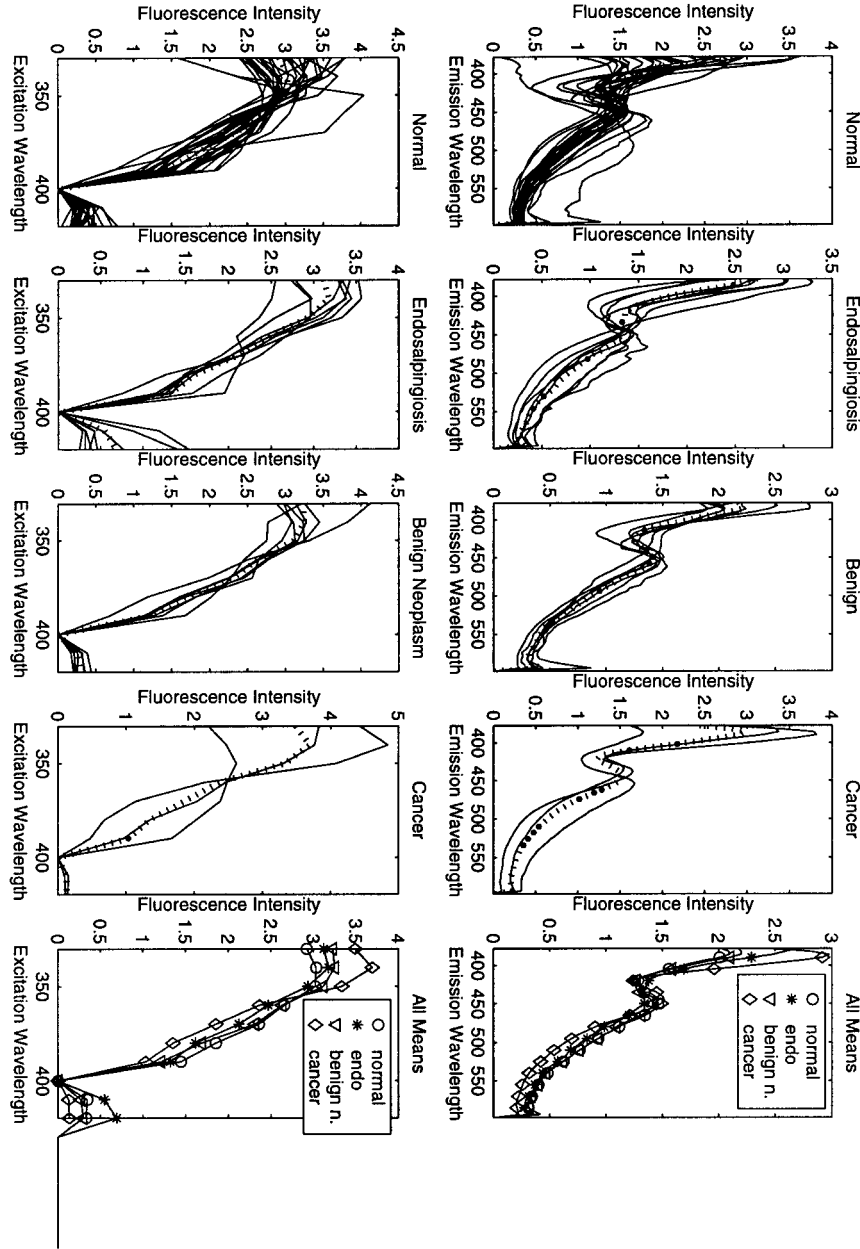 Normal
Fluorescence Intensity
4
3.5
3
2.5
2
1.5
1
0.5
400 450 500 550
Emission Wavelength
Endosalpingiosis
Fluorescence Intensity
3.5
3
2.5
2
1.5
1
0.5
400 450 500 550
Emission Wavelength
Benign
Fluorescence Intensity
3
2.5
2
1.5
1
0.5
400 450 500 550
Emission Wavelength
Cancer
Fluorescence Intensity
4
3.5
3
2.5
2
1.5
1
0.5
400 450 500 550
Emission Wavelength
All Means
normal
endo
benign n.
cancer
Fluorescence Intensity
3
2.5
2
1.5
1
0.5
400 450 500 550
Emission Wavelength
Normal
Fluorescence Intensity
4.5
4
3.5
3
2.5
2
1.5
1
0.5
0
350 400
Excitation Wavelength
Endosalpingiosis
Fluorescence Intensity
4
3.5
3
2.5
2
1.5
1
0.5
0
350 400
Excitation Wavelength
Benign Neoplasm
Fluorescence Intensity
4.5
4
3.5
3
2.5
2
1.5
1
0.5
0
350 400
Excitation Wavelength
Cancer
Fluorescence Intensity
5
4
3
2
1
0
350 400
Excitation Wavelength
All Means
normal
endo
benign n.
cancer
Fluorescence Intensity
4
3.5
3
2.5
2
1.5
1
0.5
0
350 400
Excitation Wavelength